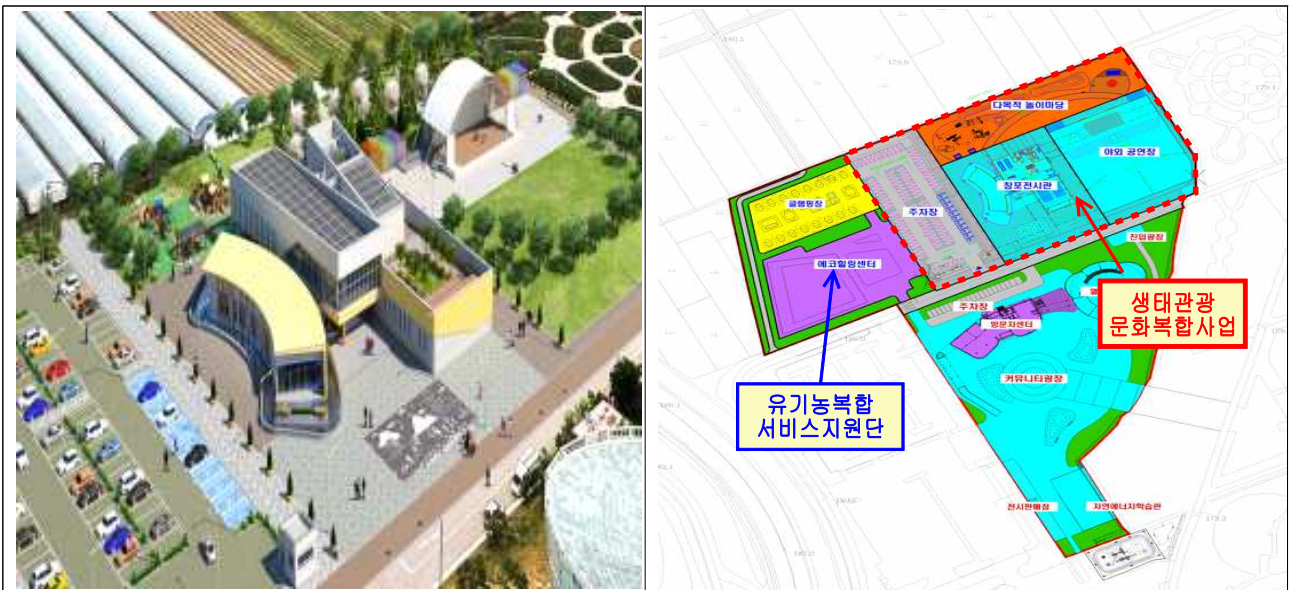 다목적 놀이마당
야외 공연장
창포전시관
주차장
글램핑장
에코힐링센터
진입광장
주차장
방문자센터
생태관광
문화복합사업
커뮤니티광장
유기농복합
서비스지원단
전시판매장
자연에너지학습관